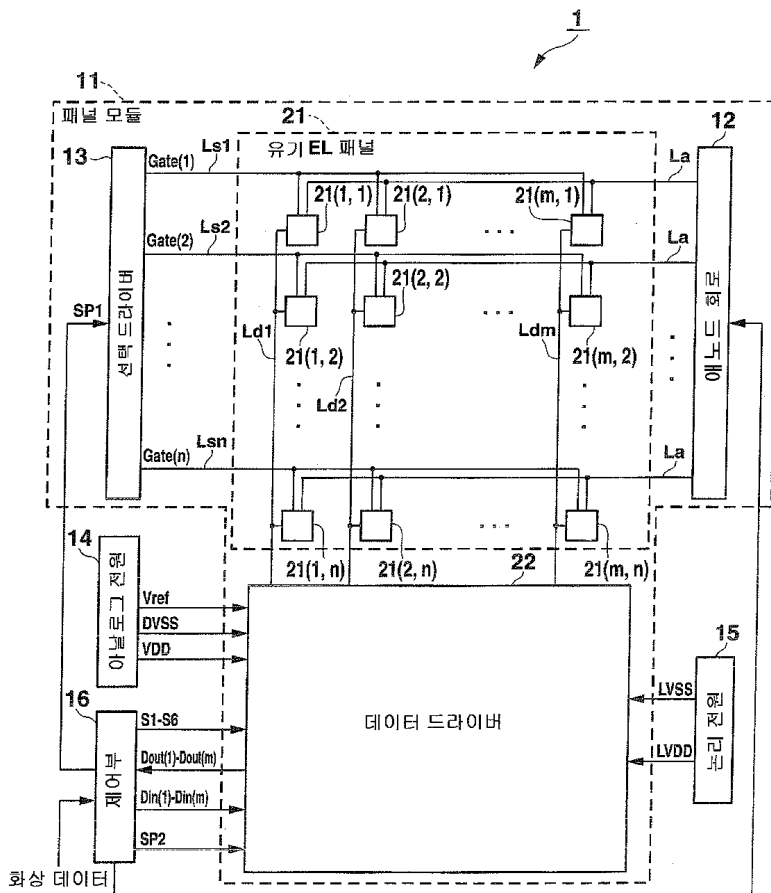 1
11
패널 모듈
21
유기 EL 패널
12
13
선택 드라이버
애노드 회로
Gate(1)
Ls1
La
21(1, 1)
21(2, 1)
21(m, 1)
Gate(2)
Ls2
La
21(2, 2)
SP1
Ld1
21(1, 2)
Ldm
21(m, 2)
Ld2
Gate(n)
Lsn
La
14
아날로그 전원
21(1, n)
21(2, n)
22
21(m, n)
Vref
DVSS
VDD
15
논리 전원
16
제어부
S1-S6
데이터 드라이버
LVSS
Dout(1)-Dout(m)
LVDD
Din(1)-Din(m)
SP2
화상 데이터